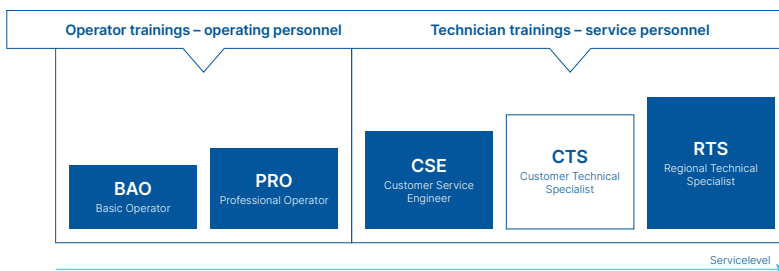 Operator trainings – operating personnel
Technician trainings – service personnel
BAO
Basic Operator
PRO
Professional Operator
CSE
Customer Service
Engineer
CTS
Customer Technical
Specialist
RTS
Regional Technical
Specialist
Servicelevel